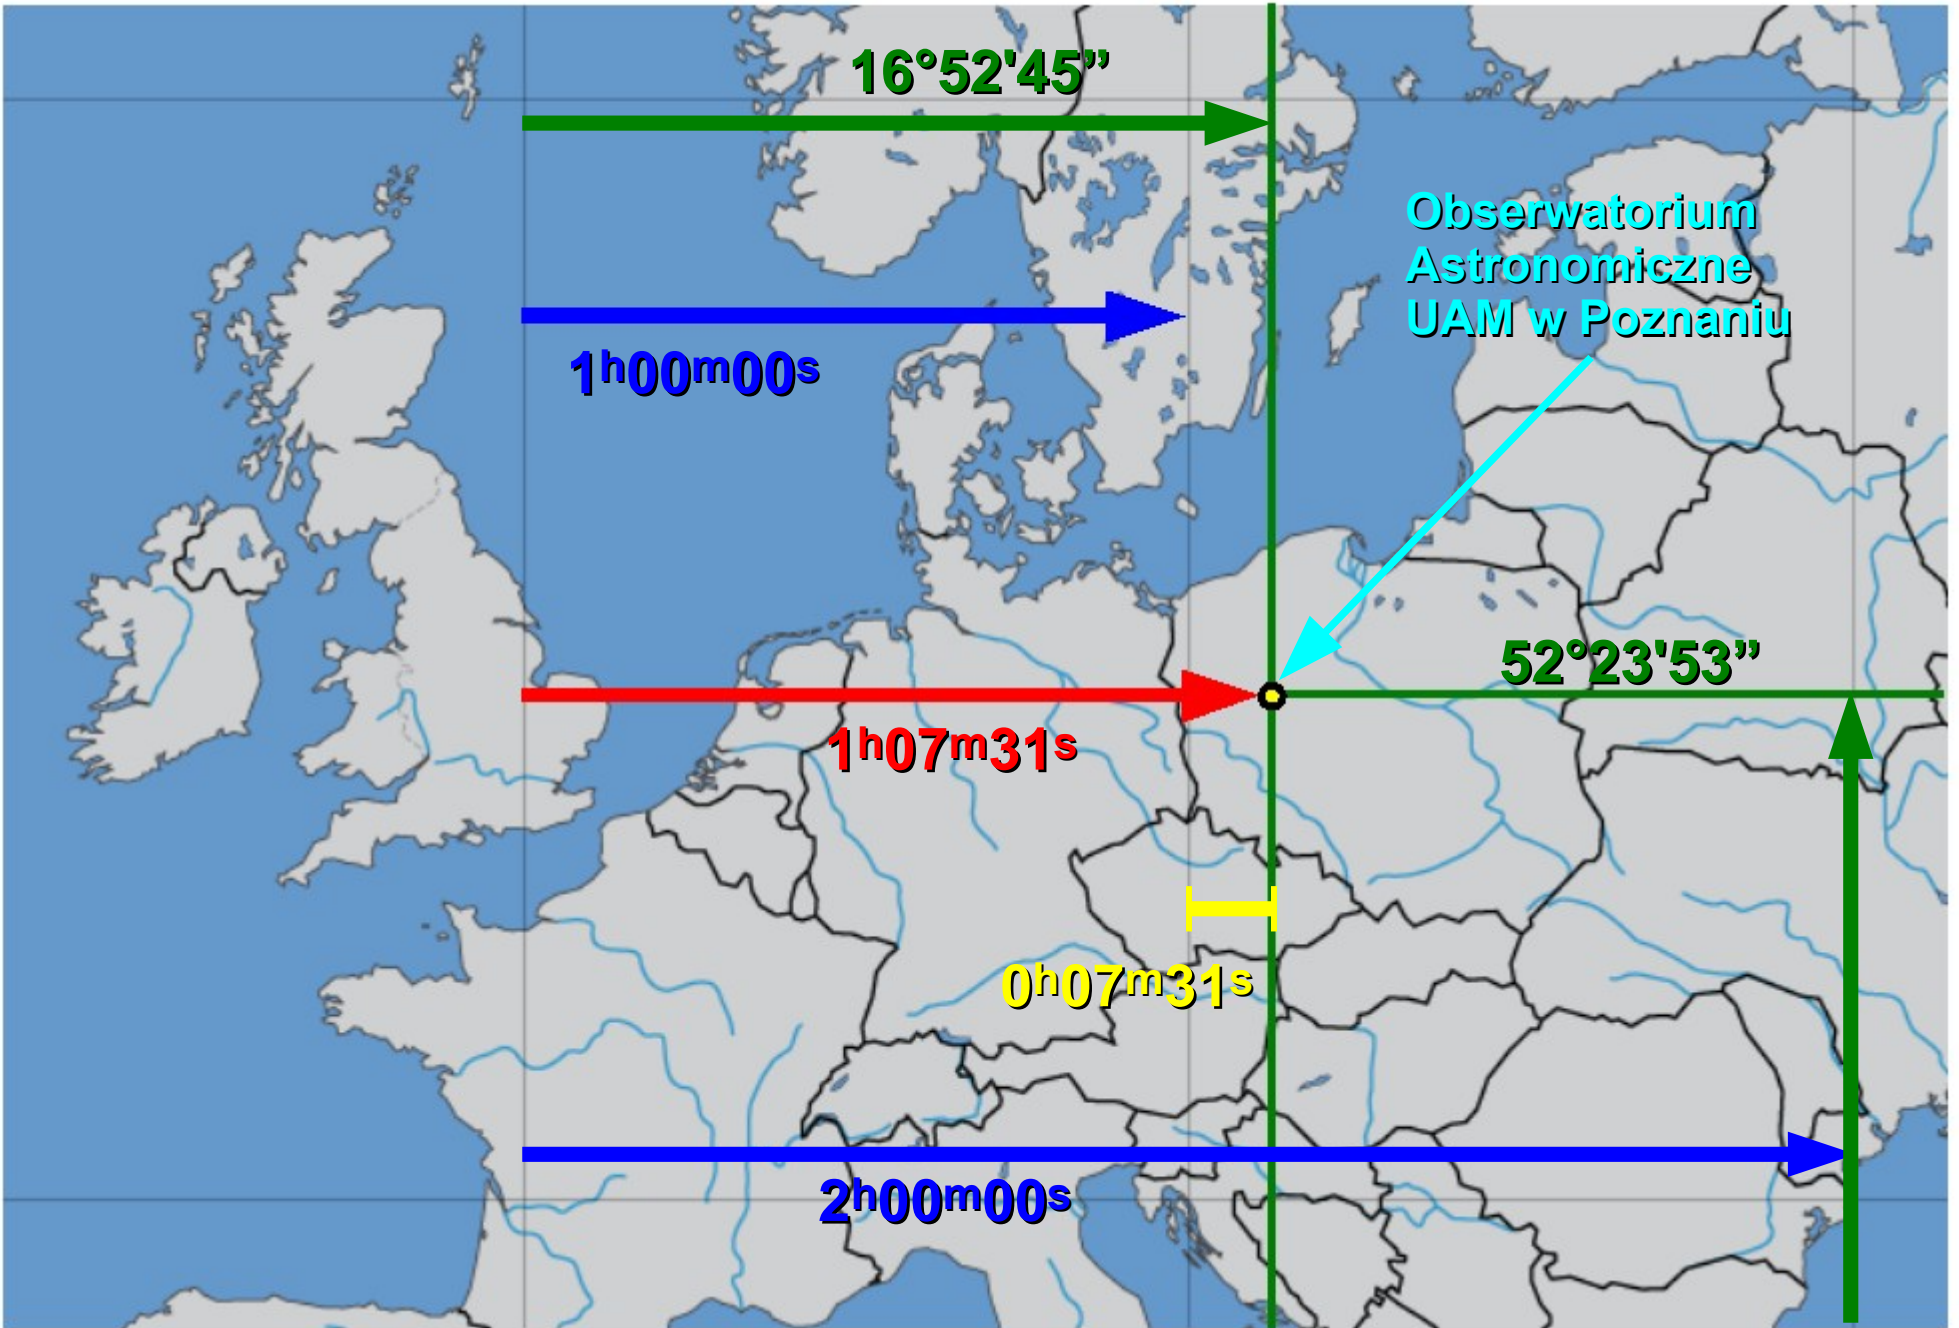 16°52'45”
Obserwatorium
Astronomiczne
UAM w Poznaniu
1h00m00s
52°23'53”
1h07m31s
0h07m31s
2h00m00s